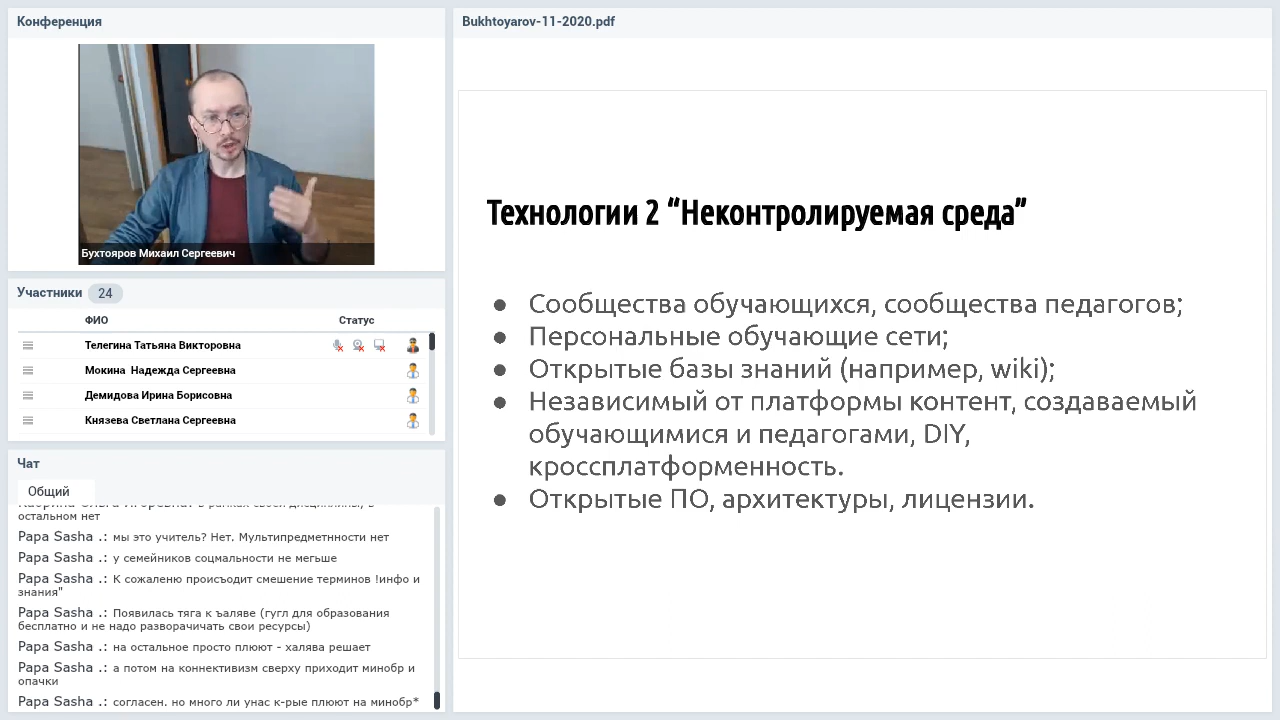 Конференция
Бухтояров Михаил Сергеевич
Участники 24
ФИО Статус
Телегина Татьяна Викторовна
Мокина Надежда Сергеевна
Демидова Ирина Борисовна
Князева Светлана Сергеевна
Чат
Общий
остальном нет
Papa Sasha .: мы это учитель? Нет. Мультипредметнности нет
Papa Sasha .: у семейников соцмальности не мегьше
Papa Sasha .: К сожаленю происъодит смешение терминов !инфо и
знания"
Papa Sasha .: Появилась тяга к ъаляве (гугл для образования
бесплатно и не надо разворачичать свои ресурсы)
Papa Sasha .: на остальное просто плюют - халява решает
Papa Sasha .: а потом на коннективизм сверху приходит минобр и
опачки
Papa Sasha .: согласен. но много ли унас к-рые плюют на минобр*
Bukhtoyarov-11-2020.pdf
Технологии 2 “Неконтролируемая среда”
● Сообщества обучающихся, сообщества педагогов;
● Персональные обучающие сети;
● Открытые базы знаний (например, wiki);
● Независимый от платформы контент, создаваемый
обучающимися и педагогами, DIY,
кроссплатформенность.
● Открытые ПО, архитектуры, лицензии.